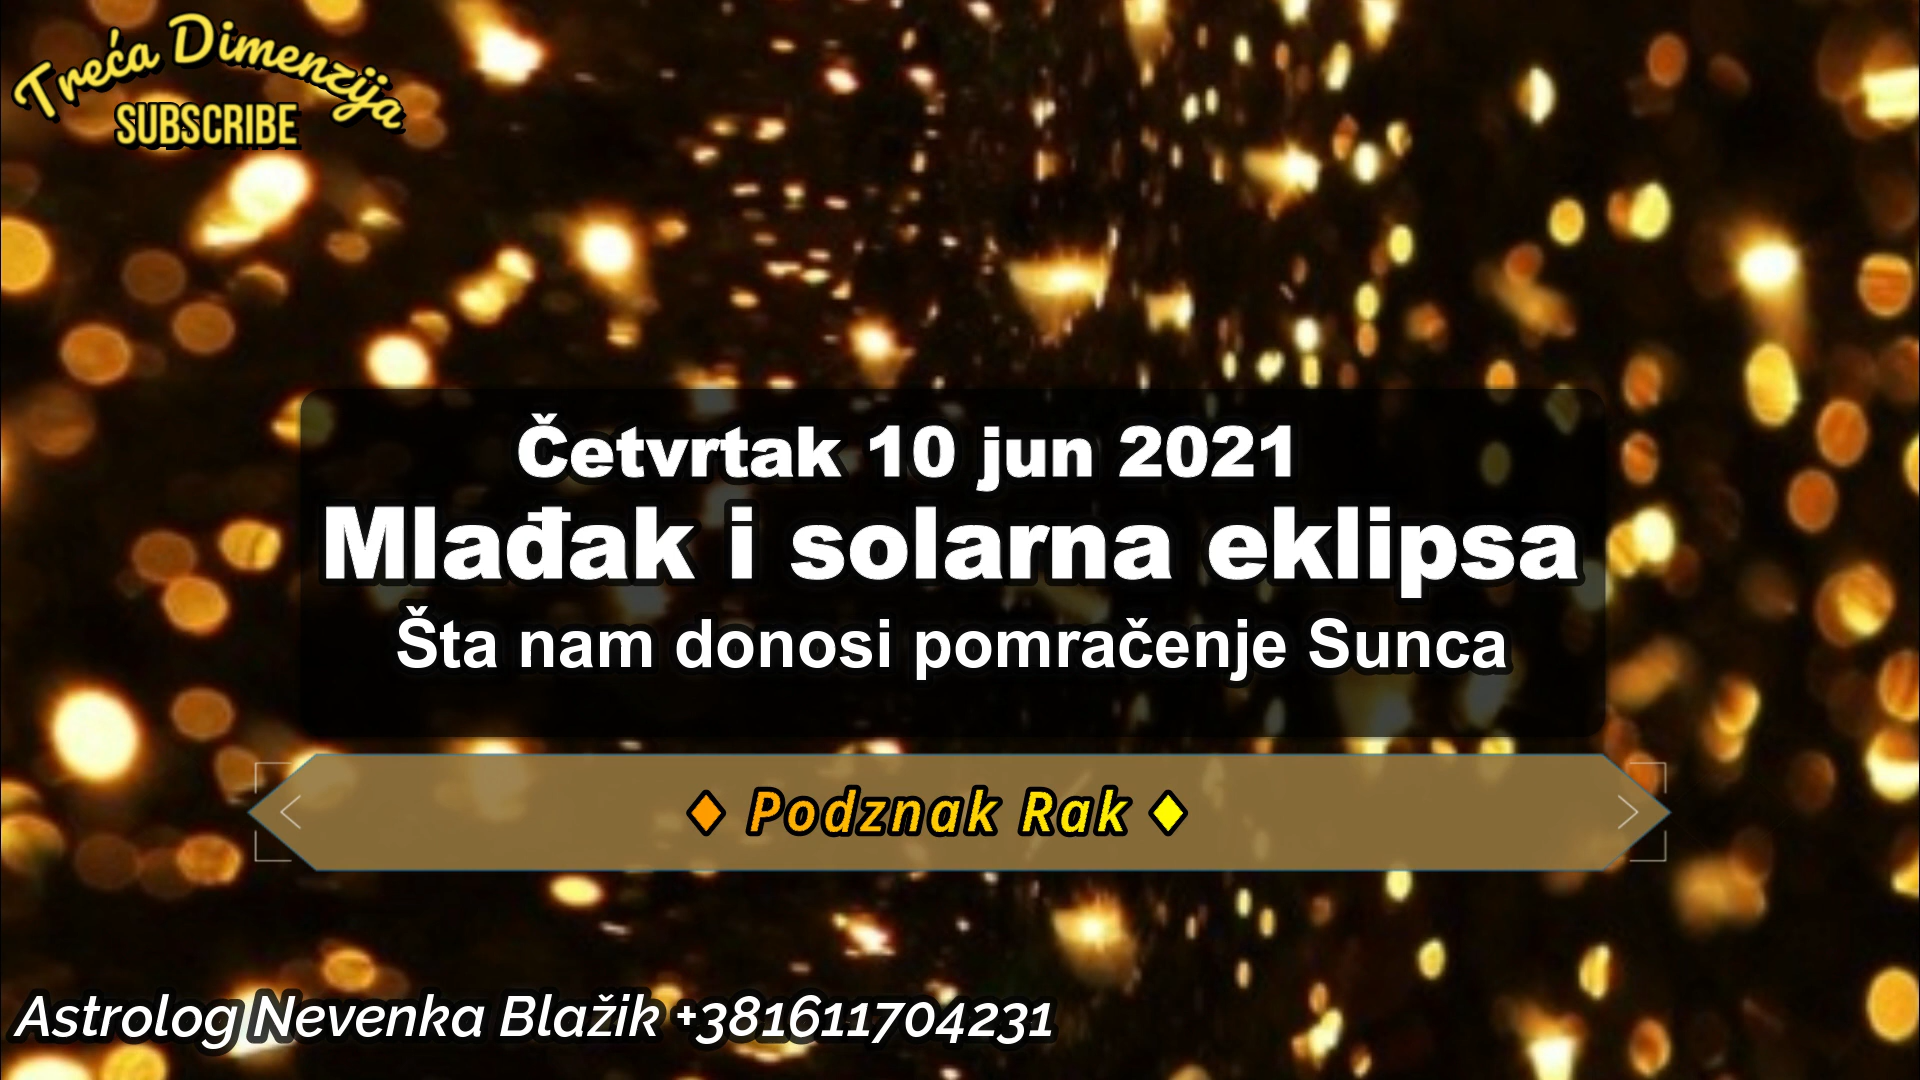 Treća Dimenzija
SUBSCRIBE
Četvrtak 10 jun 2021
Mlađak i solarna eklipsa
Šta nam donosi pomračenje Sunca
♦ Podznak Rak ♦
Astrolog Nevenka Blažik +381611704231